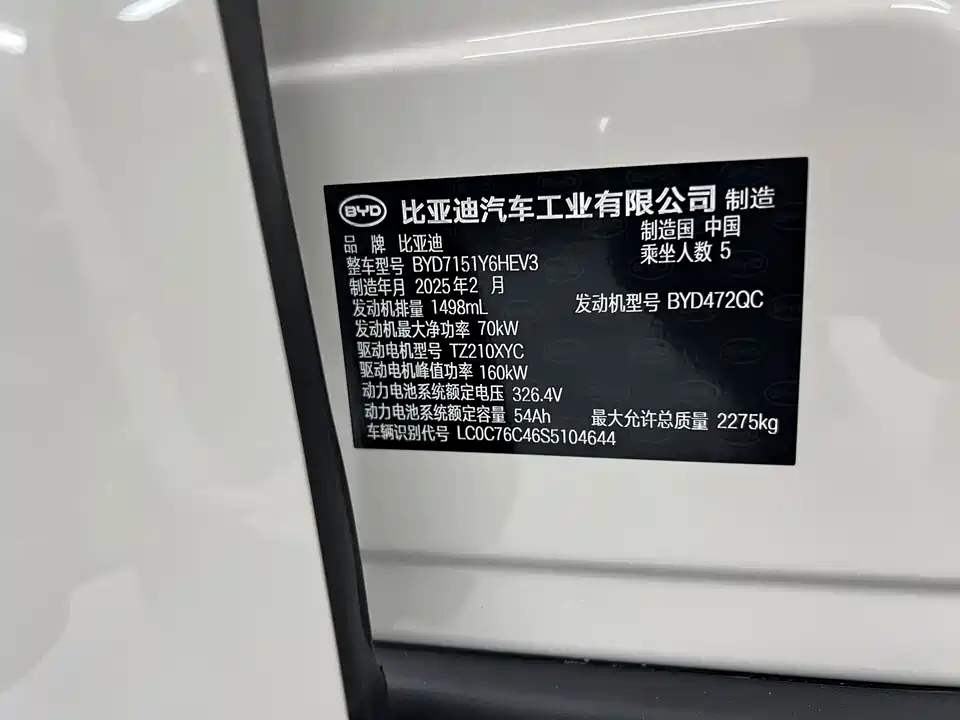 BYD 比亚迪汽车工业有限公司 制造
品牌 比亚迪
制造国 中国
整车型号 BYD7151Y6HEV3
乘坐人数 5
制造年月 2025年2月
发动机排量 1498mL
发动机型号 BYD472QC
发动机最大净功率 70kW
驱动电机型号 TZ210XYC
驱动电机峰值功率 160kW
动力电池系统额定电压 326.4V
动力电池系统额定容量 54Ah
最大允许总质量 2275kg
车辆识别代号 LC0C76C46S5104644